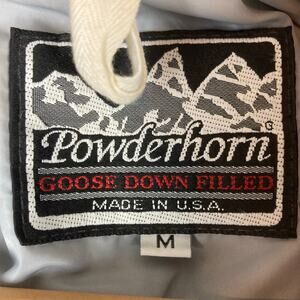 Powderhorn
GOOSE DOWN FILLED
MADE IN U.S.A.
M